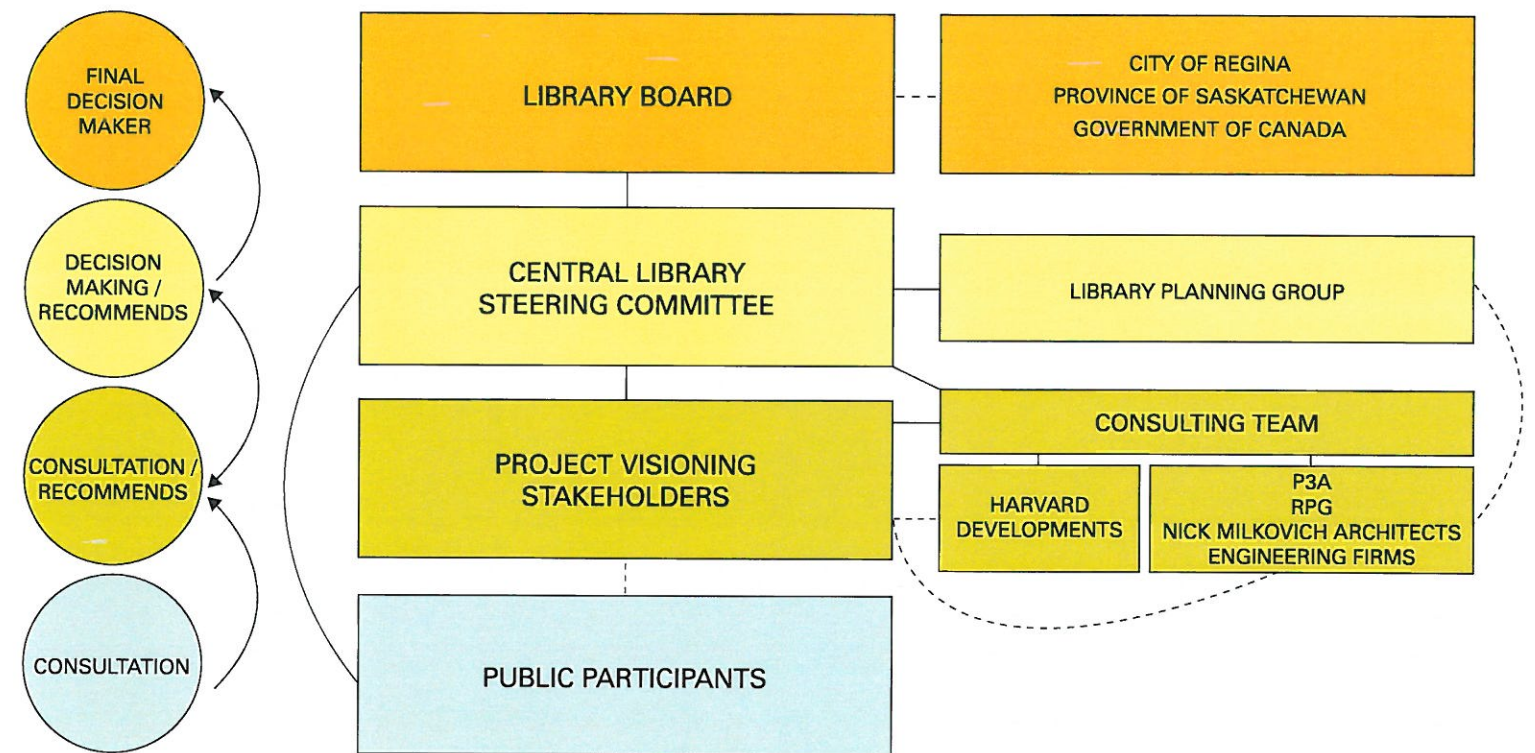 FINAL
DECISION
MAKER
LIBRARY BOARD
CITY OF REGINA
PROVINCE OF SASKATCHEWAN
GOVERNMENT OF CANADA
DECISION
MAKING /
RECOMMENDS
CENTRAL LIBRARY
STEERING COMMITTEE
LIBRARY PLANNING GROUP
CONSULTATION /
RECOMMENDS
PROJECT VISIONING
STAKEHOLDERS
CONSULTING TEAM
HARVARD
DEVELOPMENTS
P3A
RPG
NICK MILKOVICH ARCHITECTS
ENGINEERING FIRMS
CONSULTATION
PUBLIC PARTICIPANTS